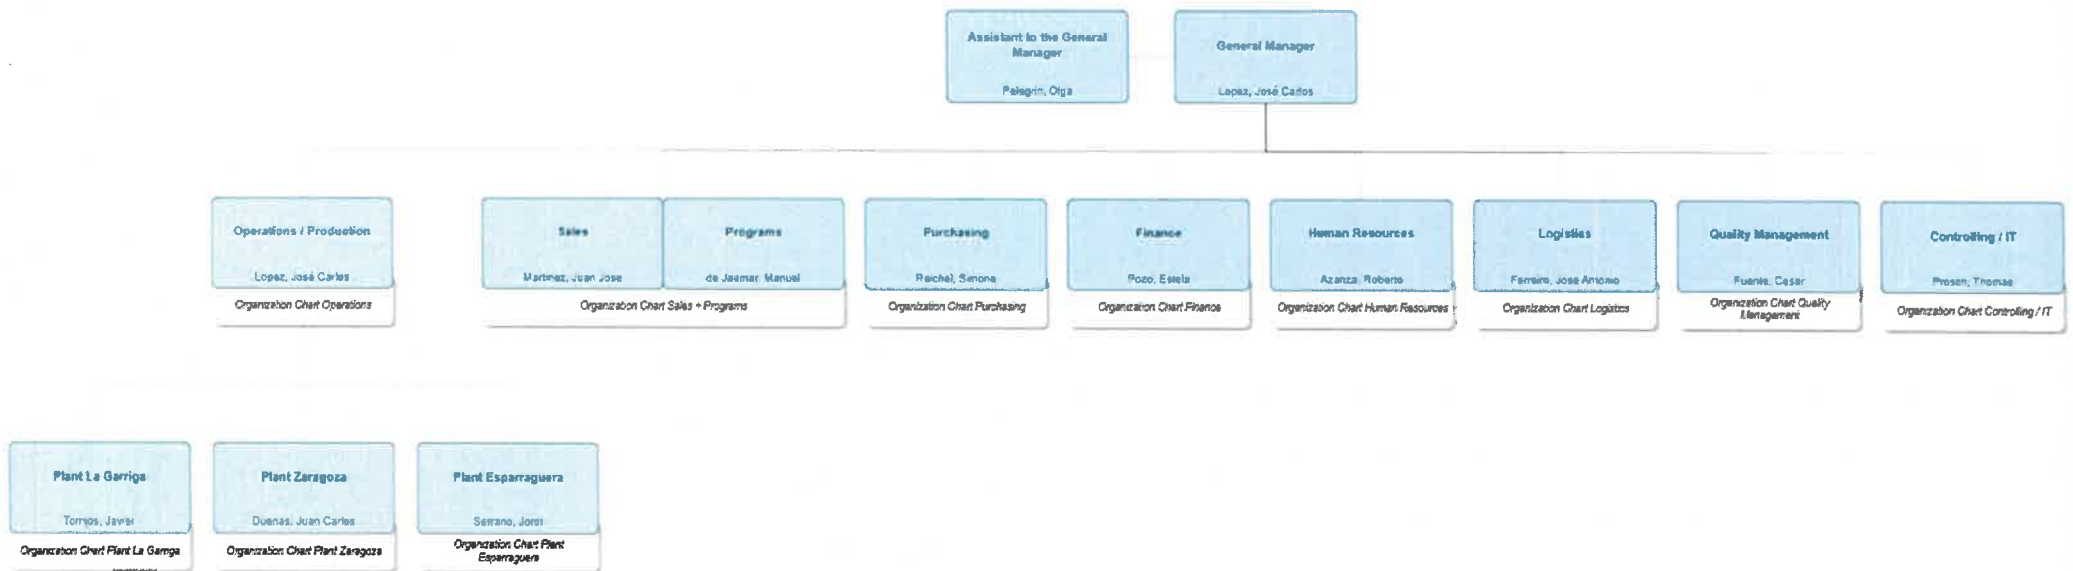 Assistant to the General
Manager
Pelegrin, Olga
General Manager
Lopez, José Carlos
Operations / Production
Lopez, José Carlos
Organization Chart Operations
Sales
Martinez, Juan Jose
Programs
de Jaumar, Manuel
Organization Chart Sales + Programs
Purchasing
Reichel, Simone
Organization Chart Purchasing
Finance
Pozo, Estela
Organization Chart Finance
Human Resources
Azanza, Roberto
Organization Chart Human Resources
Logistics
Ferreiro, Jose Antonio
Organization Chart Logistics
Quality Management
Fuente, Cesar
Organization Chart Quality
Management
Controlling / IT
Thomas
Organization Chart Controlling / IT
Plant La Garriga
Javier
Organization Chart Plant La Garriga
Plant Zaragoza
Duenas, Juan Carlos
Organization Chart Plant Zaragoza
Plant Esparraguera
Serrano, Jordi
Organization Chart Plant
Esparraguera